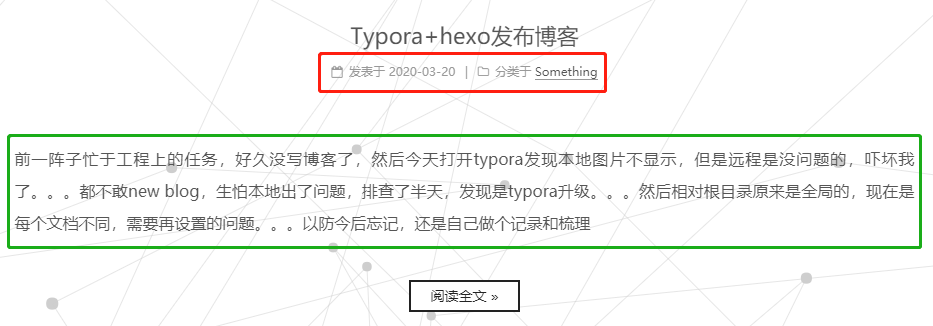 Typora+hexo发布博客
发表于 2020-03-20 | 分类于 Something
前一阵子忙于工程上的任务，好久没写博客了，然后今天打开typora发现本地图片不显示，但是远程是没问题的，吓坏我
了。。。都不敢new blog，生怕本地出了问题，排查了半天，发现是typora升级。。。然后相对根目录原来是全局的，现在是
每个文档不同，需要再设置的问题。。。以防今后忘记，还是自己做个记录和梳理
阅读全文 »